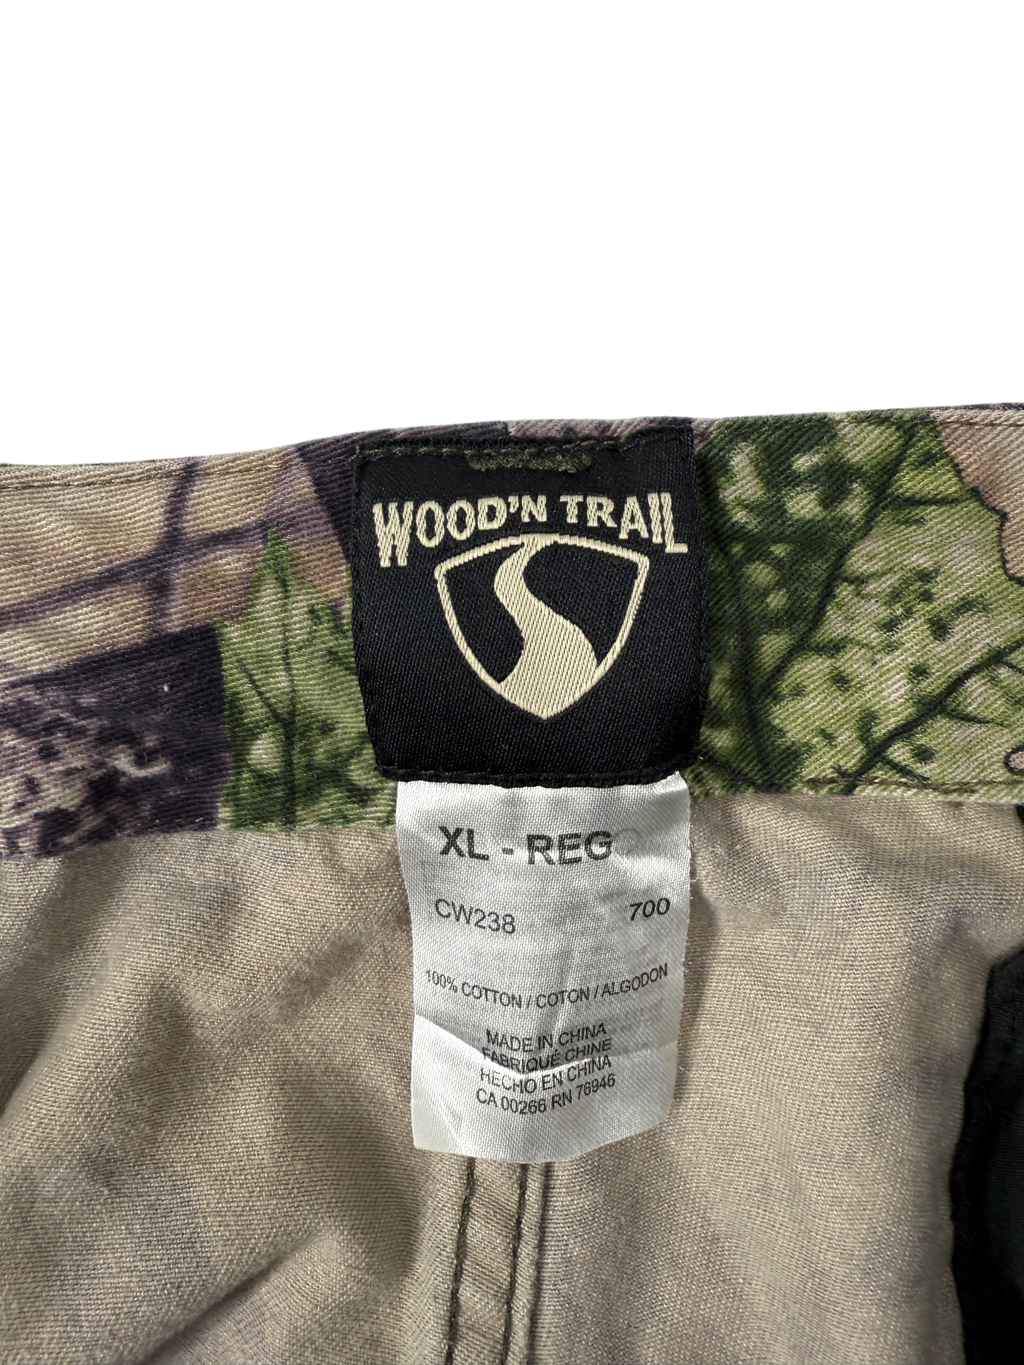 WOOD'N TRAIL
XL - REG
CW238 700
100% COTTON / COTON / ALGODON
MADE IN CHINA
FABRIQUÉ CHINE
HECHO EN CHINA
CA 00266 RN 76946